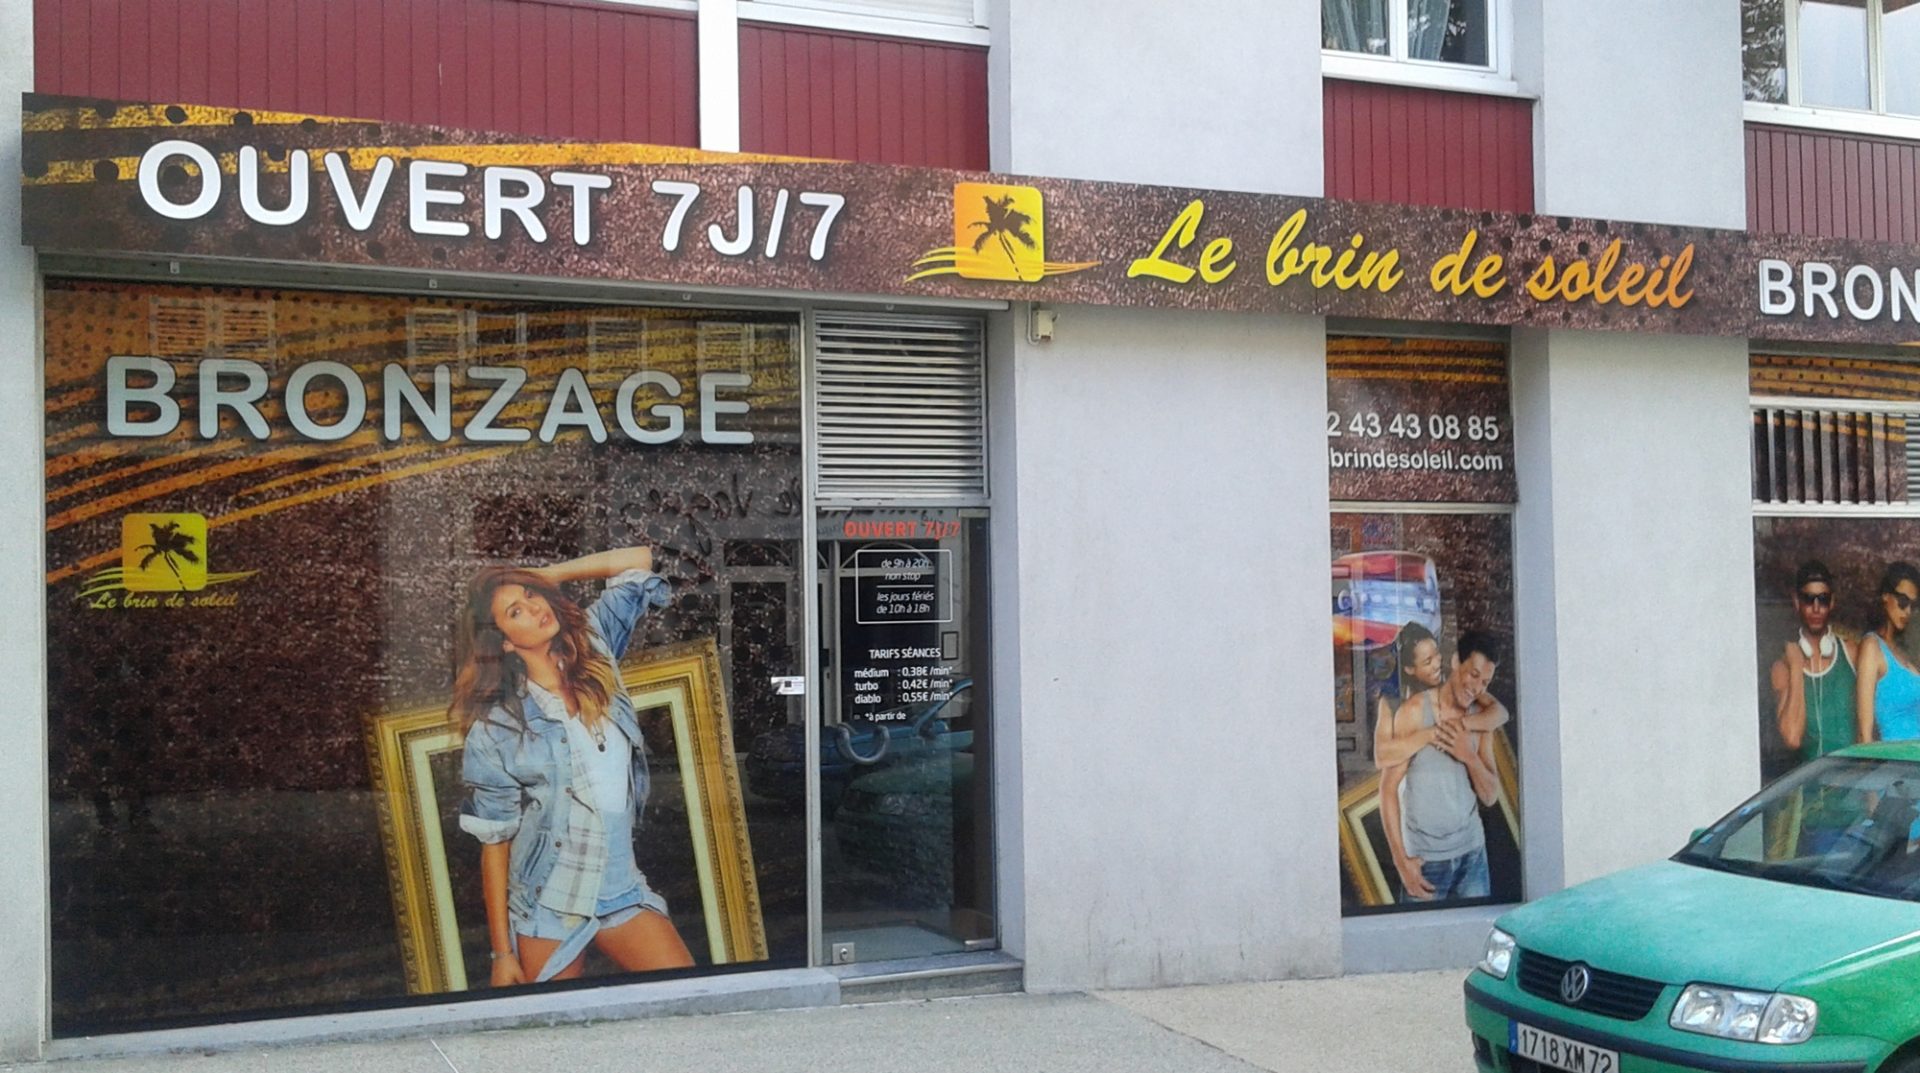 OUVERT 7J/7
Le brin de soleil
BRON
BRONZAGE
Le brin de soleil
OUVERT 7J/7
de 9h à 20h
non stop
les jours fériés
de 10h à 18h
TARIFS SÉANCES
médium : 0,38€ /min*
turbo : 0,42€ /min*
diablo : 0,55€ /min*
*à partir de
2 43 43 08 85
brindesoleil.com
1718 XM 72